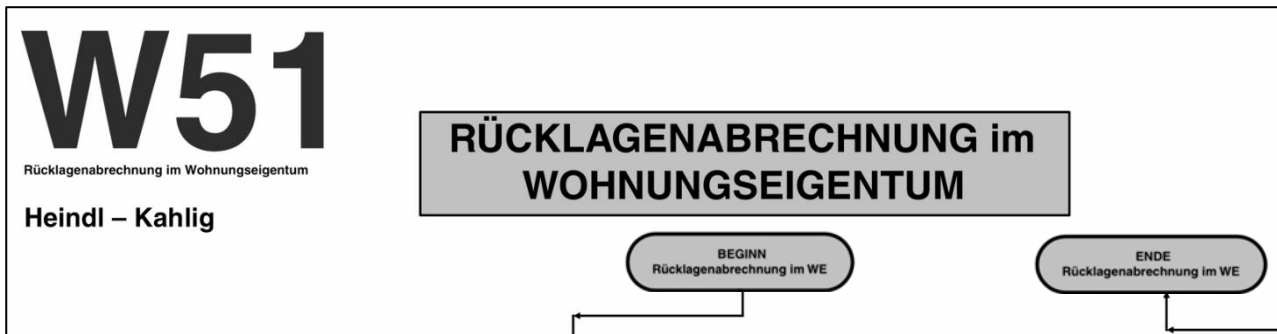 W51
Rücklagenabrechnung im Wohnungseigentum
Heindl – Kahlig
RÜCKLAGENABRECHNUNG im
WOHNUNGSEIGENTUM
BEGINN
Rücklagenabrechnung im WE
ENDE
Rücklagenabrechnung im WE